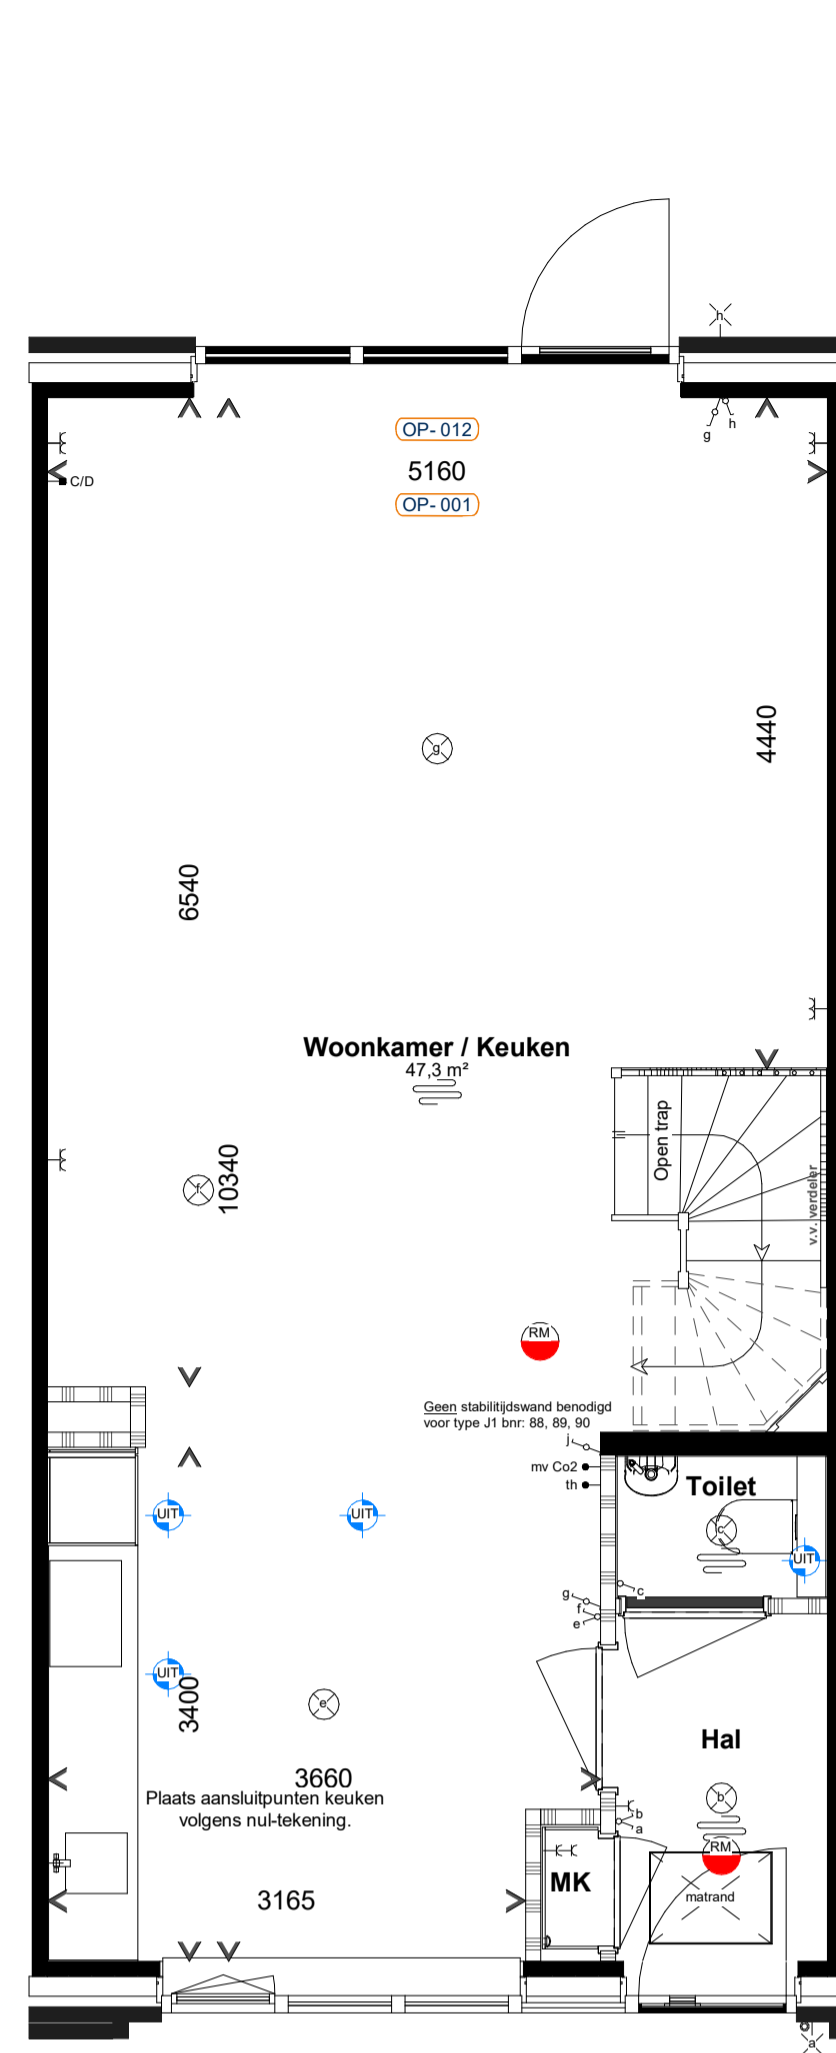 h
OP- 012
g
h
5160
C/D
OP- 001
4440
g
6540
Woonkamer / Keuken
47,3 m²
Open trap
v.v. verdeler
10340
f
RM
Geen stabilitijdswand benodigd
voor type J1 bnr: 88, 89, 90
j
mv Co2
th
Toilet
UIT
UIT
c
UIT
c
g
f
e
UIT
3400
e
Hal
3660
Plaats aansluitpunten keuken
volgens nul-tekening.
b
b
a
RM
MK
matrand
3165
a